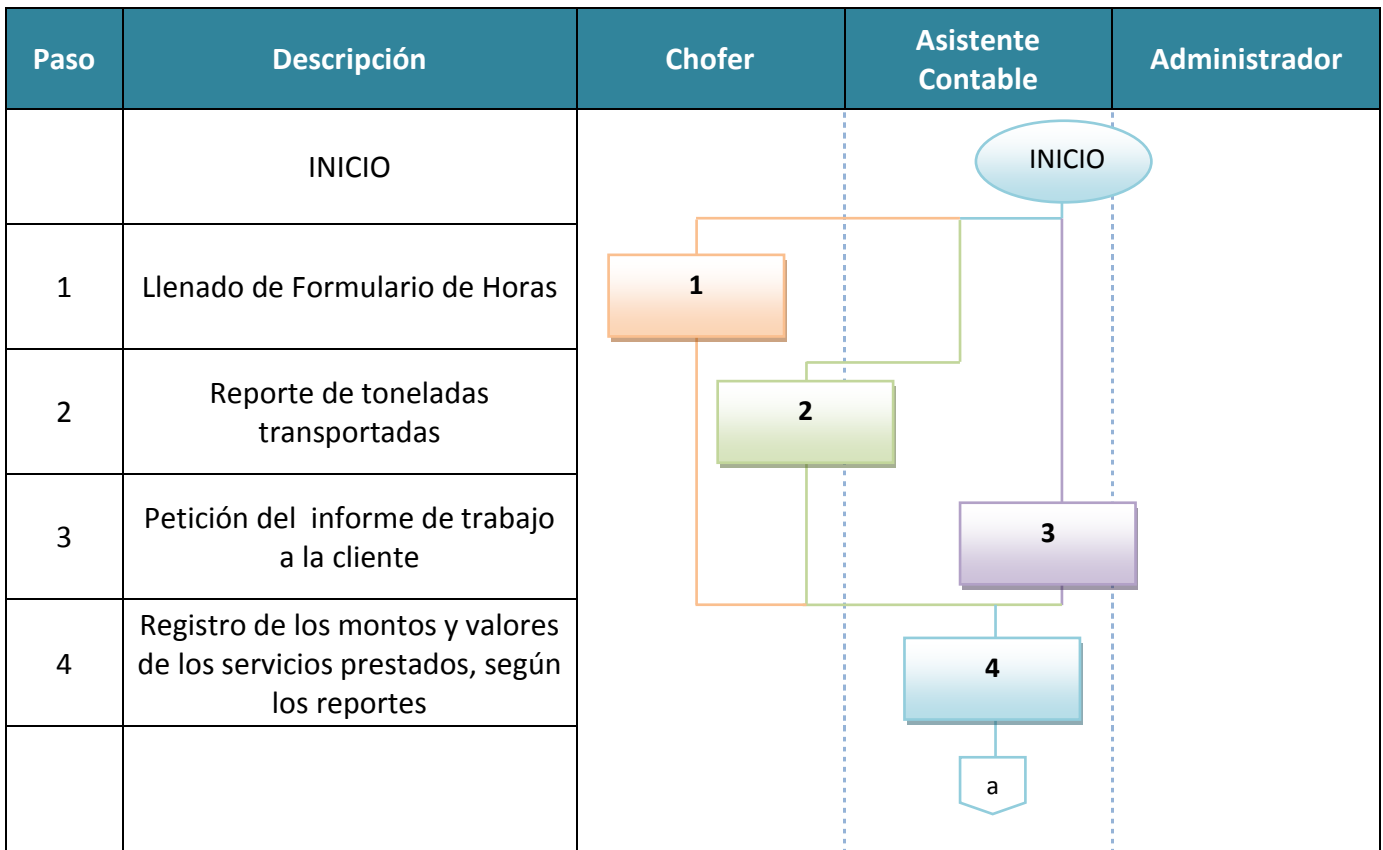 Paso
Descripción
Chofer
Asistente
Contable
Administrador
INICIO
INICIO
1
Llenado de Formulario de Horas
1
2
Reporte de toneladas
transportadas
2
3
Petición del informe de trabajo
a la cliente
3
4
Registro de los montos y valores
de los servicios prestados, según
los reportes
4
a